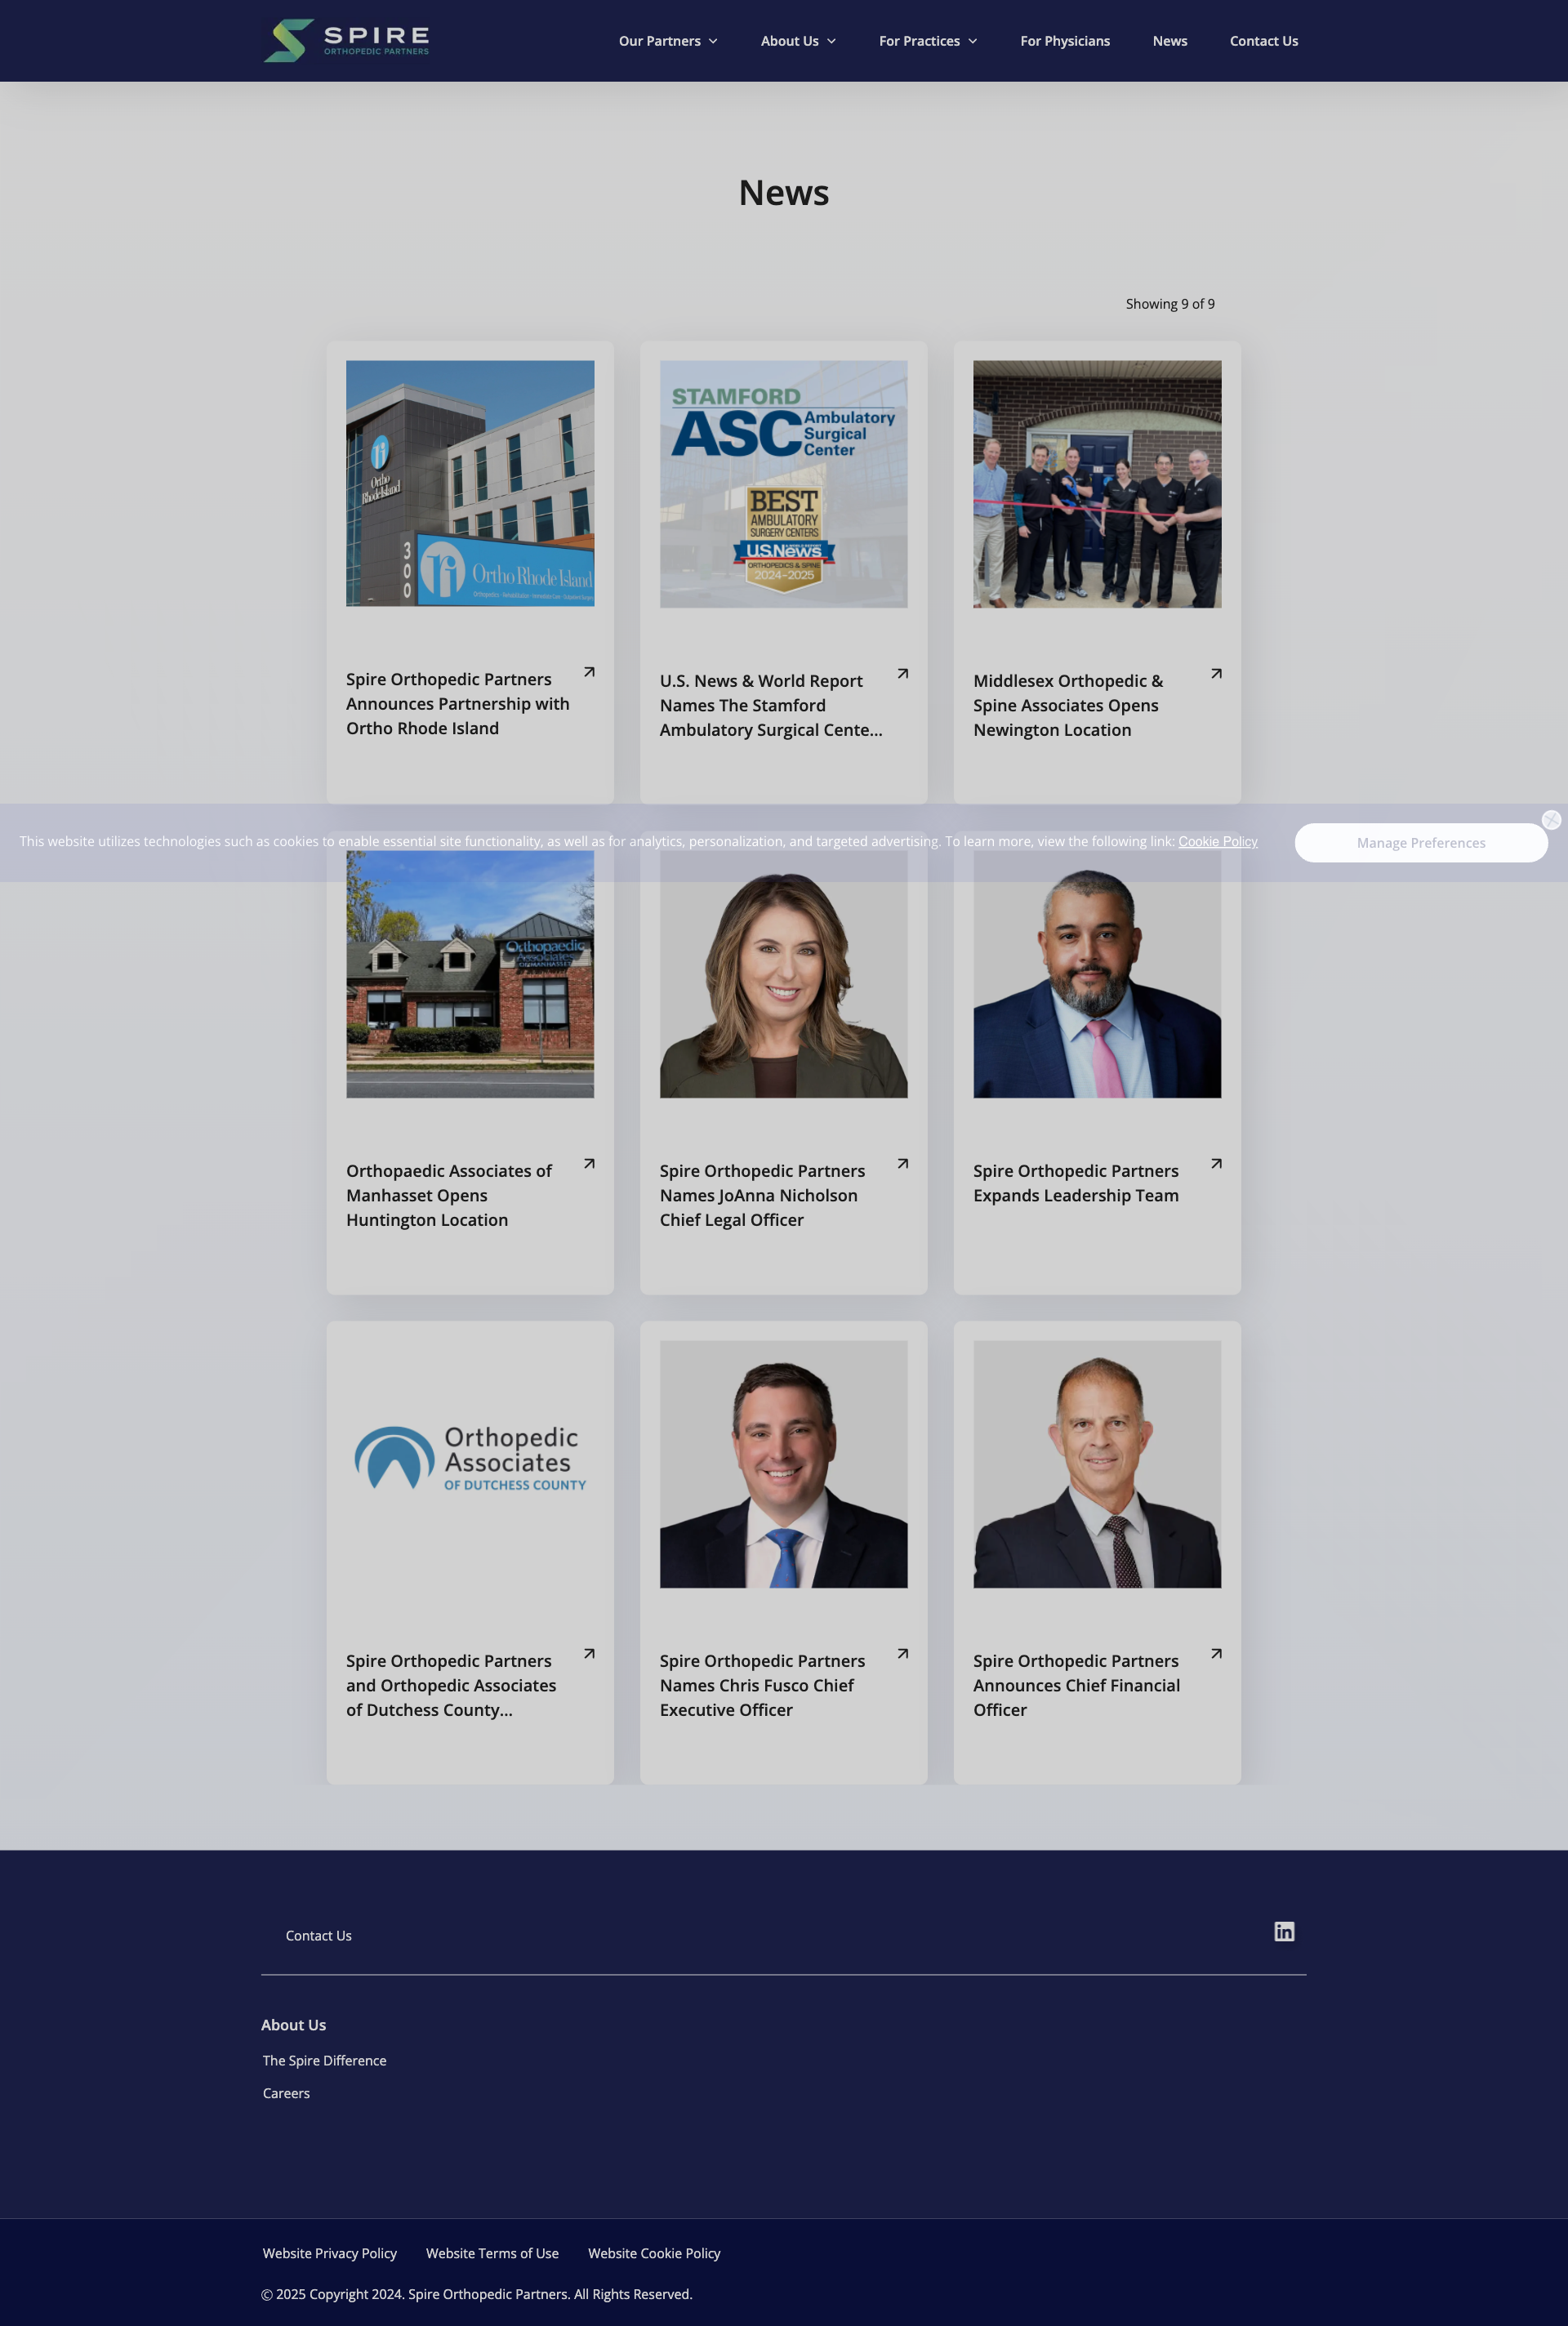 SPIRE
ORTHOPEDIC PARTNERS
Our Partners
About Us
For Practices
For Physicians
News
Contact Us
News
Showing 9 of 9
Ortho
RhodeIsland
300
Ortho Rhode Island
STAMFORD
ASC
Ambulatory
Surgical
Center
BEST
AMBULATORY
SURGERY CENTERS
U.S.News
ORTHOPEDICS & SPINE
2024-2025
Spire Orthopedic Partners
Announces Partnership with
Ortho Rhode Island
U.S. News & World Report
Names The Stamford
Ambulatory Surgical Cente...
Middlesex Orthopedic &
Spine Associates Opens
Newington Location
This website utilizes technologies such as cookies to enable essential site functionality, as well as for analytics, personalization, and targeted advertising. To learn more, view the following link: Cookie Policy
Manage Preferences
Orthopaedic
Associates
OF MANHASSET
Orthopaedic Associates of
Manhasset Opens
Huntington Location
Spire Orthopedic Partners
Names JoAnna Nicholson
Chief Legal Officer
Spire Orthopedic Partners
Expands Leadership Team
Orthopedic
Associates
OF DUTCHESS COUNTY
Spire Orthopedic Partners
and Orthopedic Associates
of Dutchess County...
Spire Orthopedic Partners
Names Chris Fusco Chief
Executive Officer
Spire Orthopedic Partners
Announces Chief Financial
Officer
Contact Us
in
About Us
The Spire Difference
Careers
Website Privacy Policy
Website Terms of Use
Website Cookie Policy
© 2025 Copyright 2024. Spire Orthopedic Partners. All Rights Reserved.